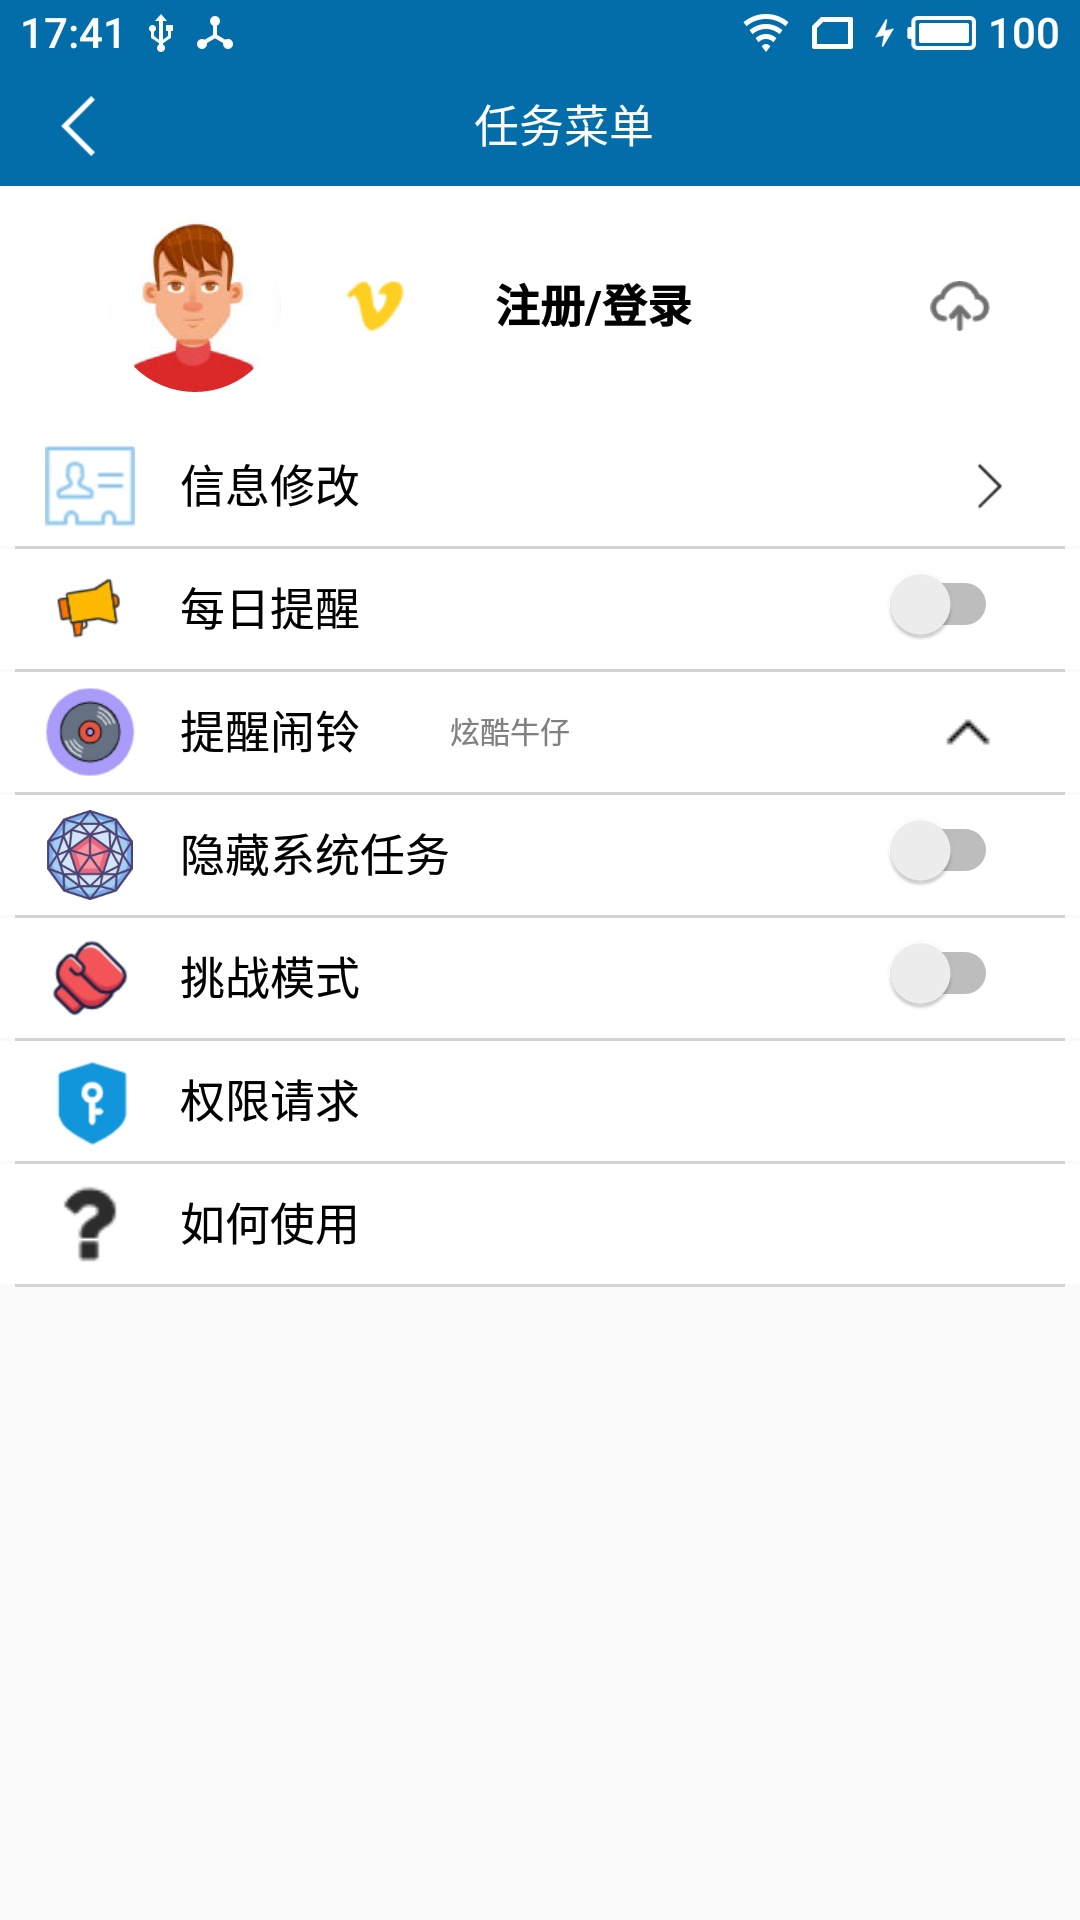 17:41 100
任务菜单
注册/登录
信息修改
每日提醒
提醒闹铃 炫酷牛仔
隐藏系统任务
挑战模式
权限请求
如何使用